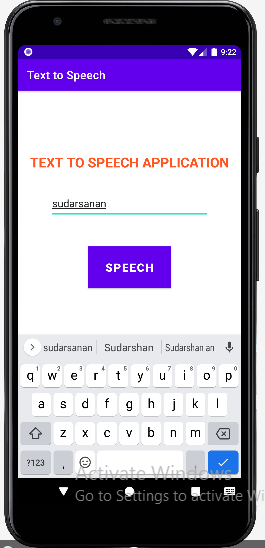 9:22
Text to Speech
TEXT TO SPEECH APPLICATION
sudarsanan
SPEECH
sudarsanan Sudarshan Sudarshan an
1 2 3 4 5 6 7 8 9 0
q w e r t y u i o p
a s d f g h j k l
z x c v b n m
?123 , .
Activate Windows
Go to Settings to activate Wi